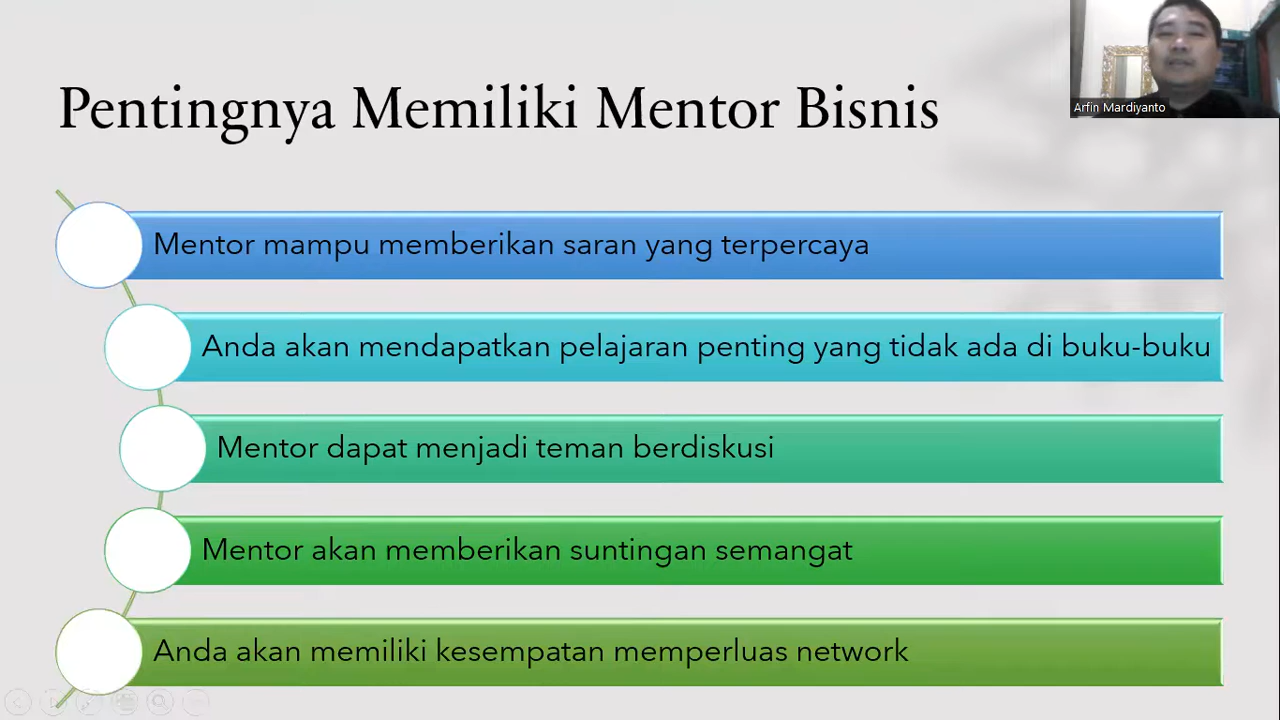 Arfin Mardiyanto
Pentingnya Memiliki Mentor Bisnis
Mentor mampu memberikan saran yang terpercaya
Anda akan mendapatkan pelajaran penting yang tidak ada di buku-buku
Mentor dapat menjadi teman berdiskusi
Mentor akan memberikan suntingan semangat
Anda akan memiliki kesempatan memperluas network